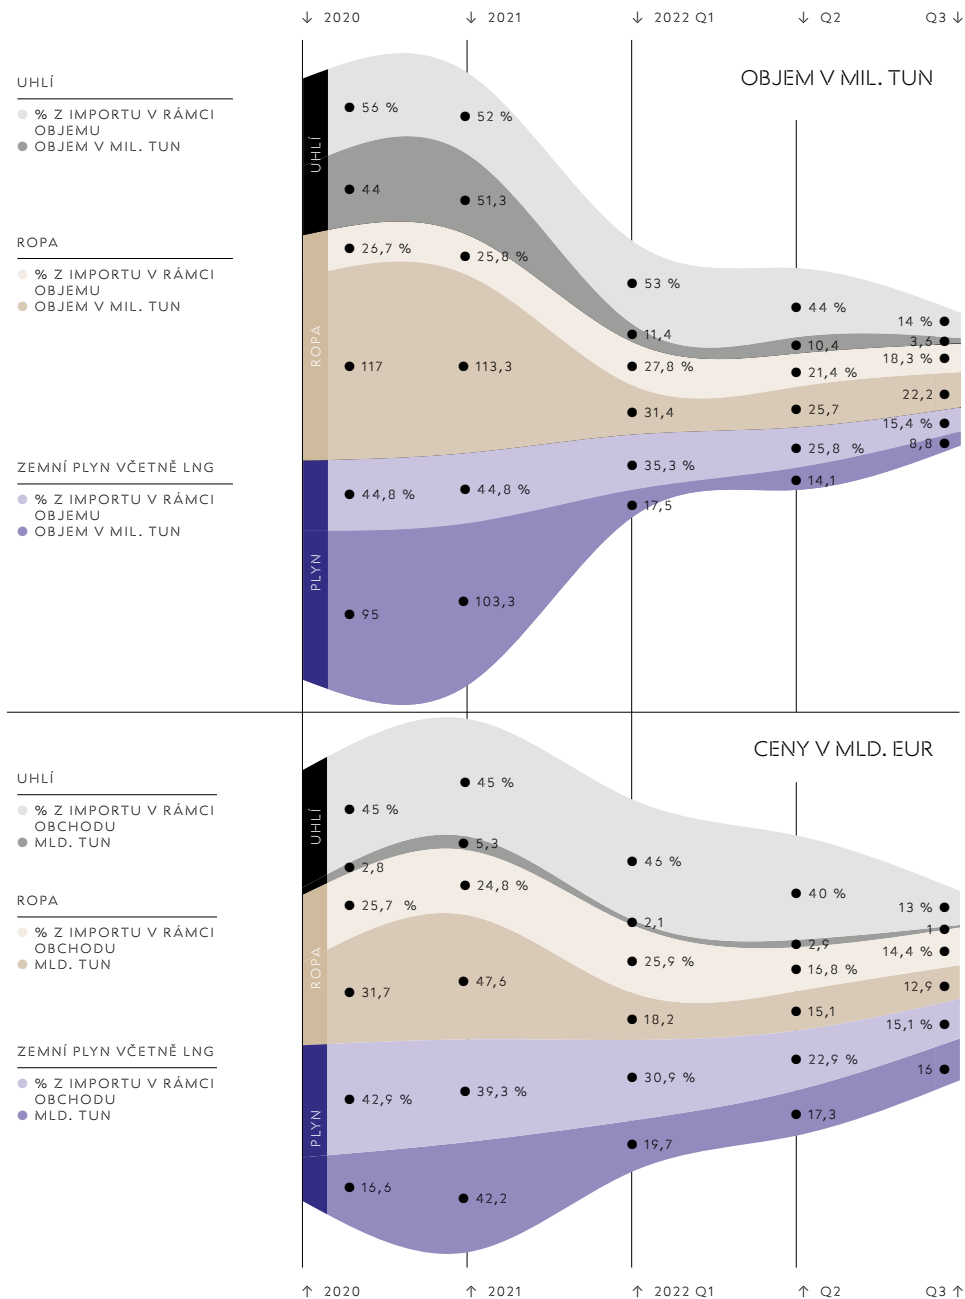 ↓ 2020 ↓ 2021 ↓ 2022 Q1 ↓ Q2 Q3 ↓
OBJEM V MIL. TUN
UHLÍ
% Z IMPORTU V RÁMCI
OBJEMU
OBJEM V MIL. TUN
ROPA
% Z IMPORTU V RÁMCI
OBJEMU
OBJEM V MIL. TUN
ZEMNÍ PLYN VČETNĚ LNG
% Z IMPORTU V RÁMCI
OBJEMU
OBJEM V MIL. TUN
UHLÍ
56 % 52 % 53 % 44 % 14 %
44 51,3 11,4 10,4 3,6
ROPA
26,7 % 25,8 % 27,8 % 21,4 % 18,3 %
117 113,3 31,4 25,7 22,2
PLYN
44,8 % 44,8 % 35,3 % 25,8 % 15,4 %
95 103,3 17,5 14,1 8,8
CENY V MLD. EUR
UHLÍ
% Z IMPORTU V RÁMCI
OBCHODU
MLD. TUN
ROPA
% Z IMPORTU V RÁMCI
OBCHODU
MLD. TUN
ZEMNÍ PLYN VČETNĚ LNG
% Z IMPORTU V RÁMCI
OBCHODU
MLD. TUN
UHLÍ
45 % 45 % 46 % 40 % 13 %
2,8 5,3 2,1 2,9 1
ROPA
25,7 % 24,8 % 25,9 % 16,8 % 14,4 %
31,7 47,6 18,2 15,1 12,9
PLYN
42,9 % 39,3 % 30,9 % 22,9 % 15,1 %
16,6 42,2 19,7 17,3 16
↑ 2020 ↑ 2021 ↑ 2022 Q1 ↑ Q2 Q3 ↑